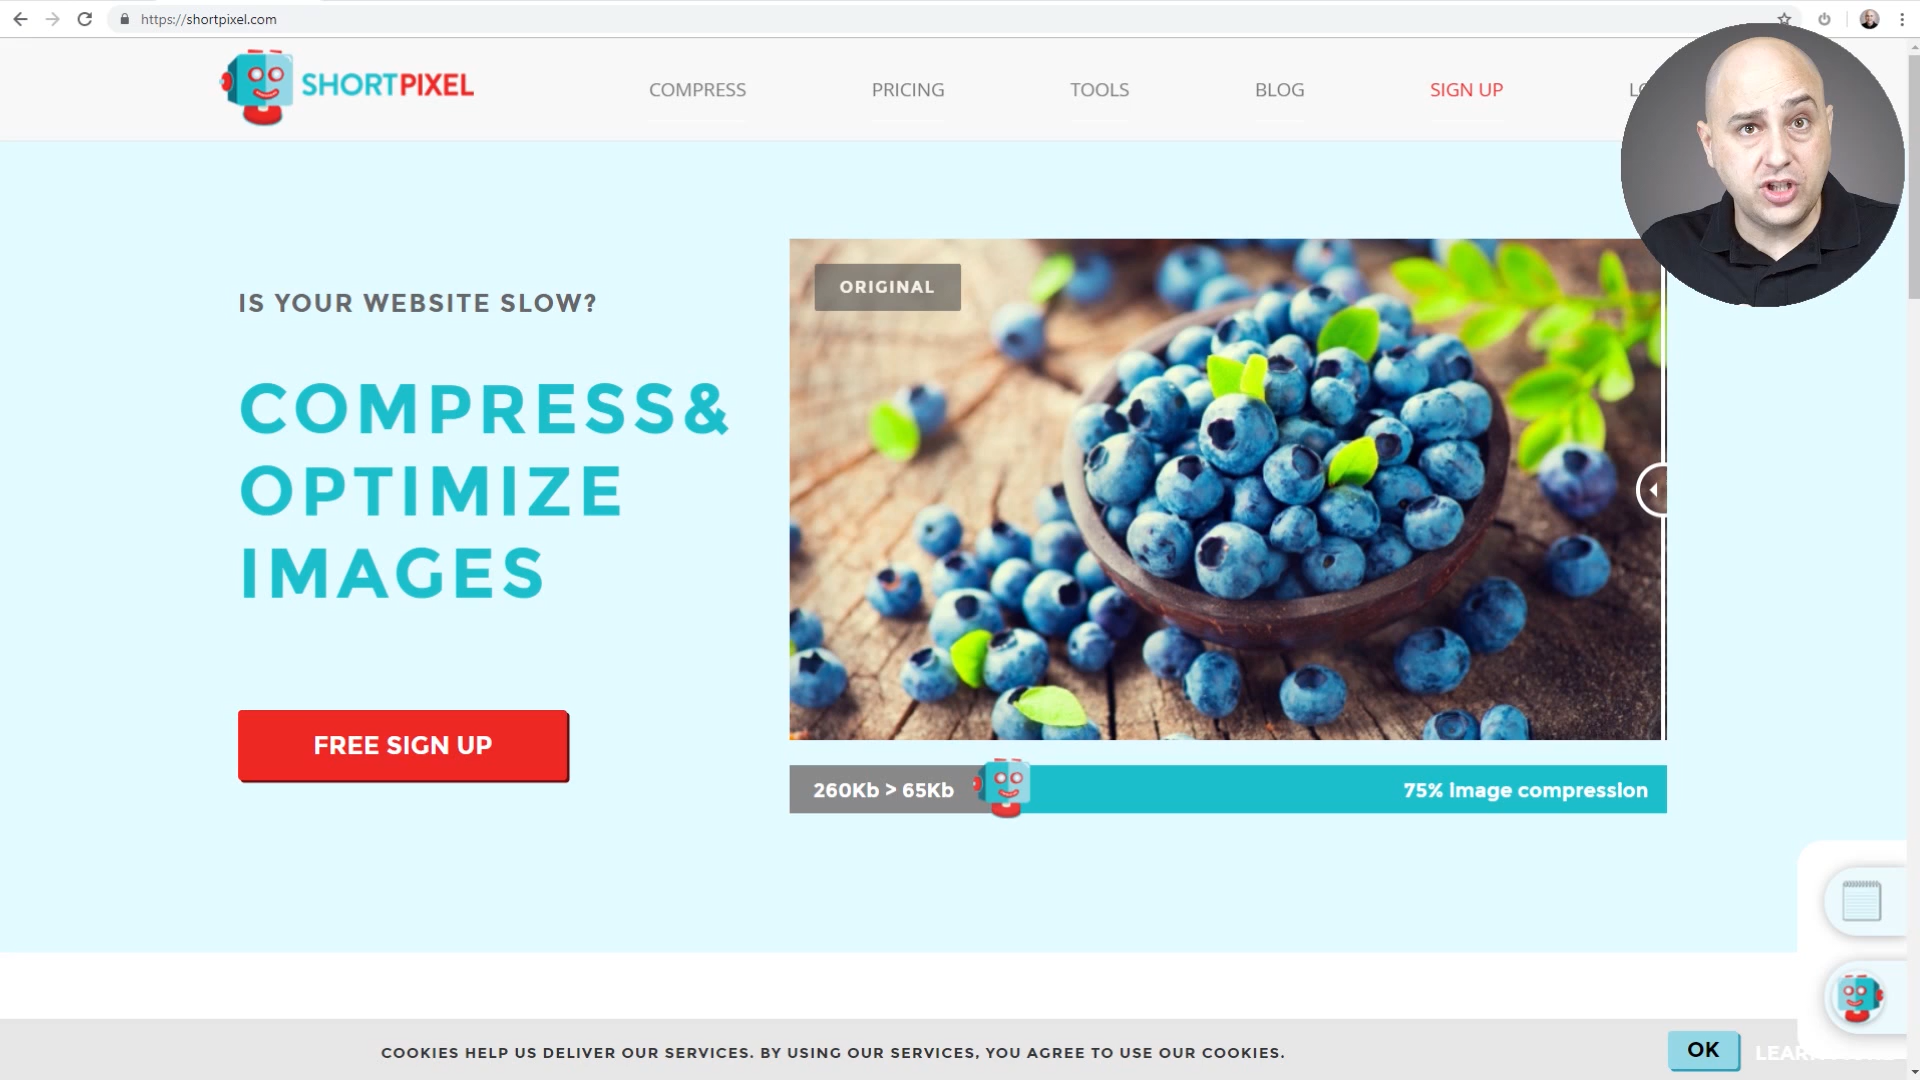 https://shortpixel.com
SHORTPIXEL
COMPRESS
PRICING
TOOLS
BLOG
SIGN UP
ORIGINAL
IS YOUR WEBSITE SLOW?
COMPRESS&
OPTIMIZE
IMAGES
FREE SIGN UP
260Kb > 65Kb
75% Image compression
COOKIES HELP US DELIVER OUR SERVICES. BY USING OUR SERVICES, YOU AGREE TO USE OUR COOKIES.
OK